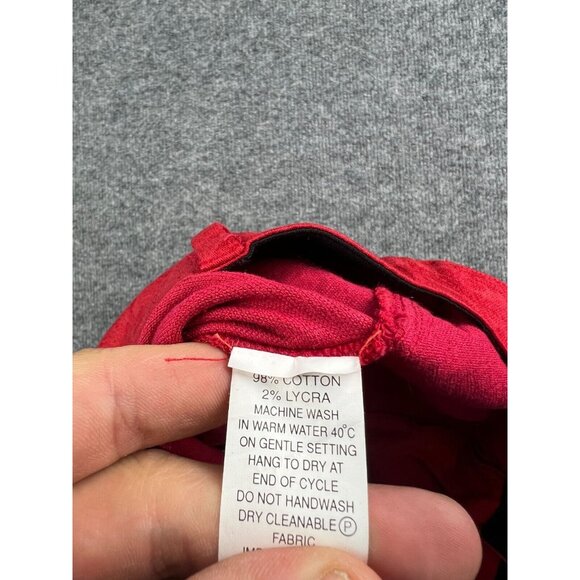 98% COTTON
2% LYCRA
MACHINE WASH
IN WARM WATER 40°C
ON GENTLE SETTING
HANG TO DRY AT
END OF CYCLE
DO NOT HANDWASH
DRY CLEANABLE Ⓟ
FABRIC